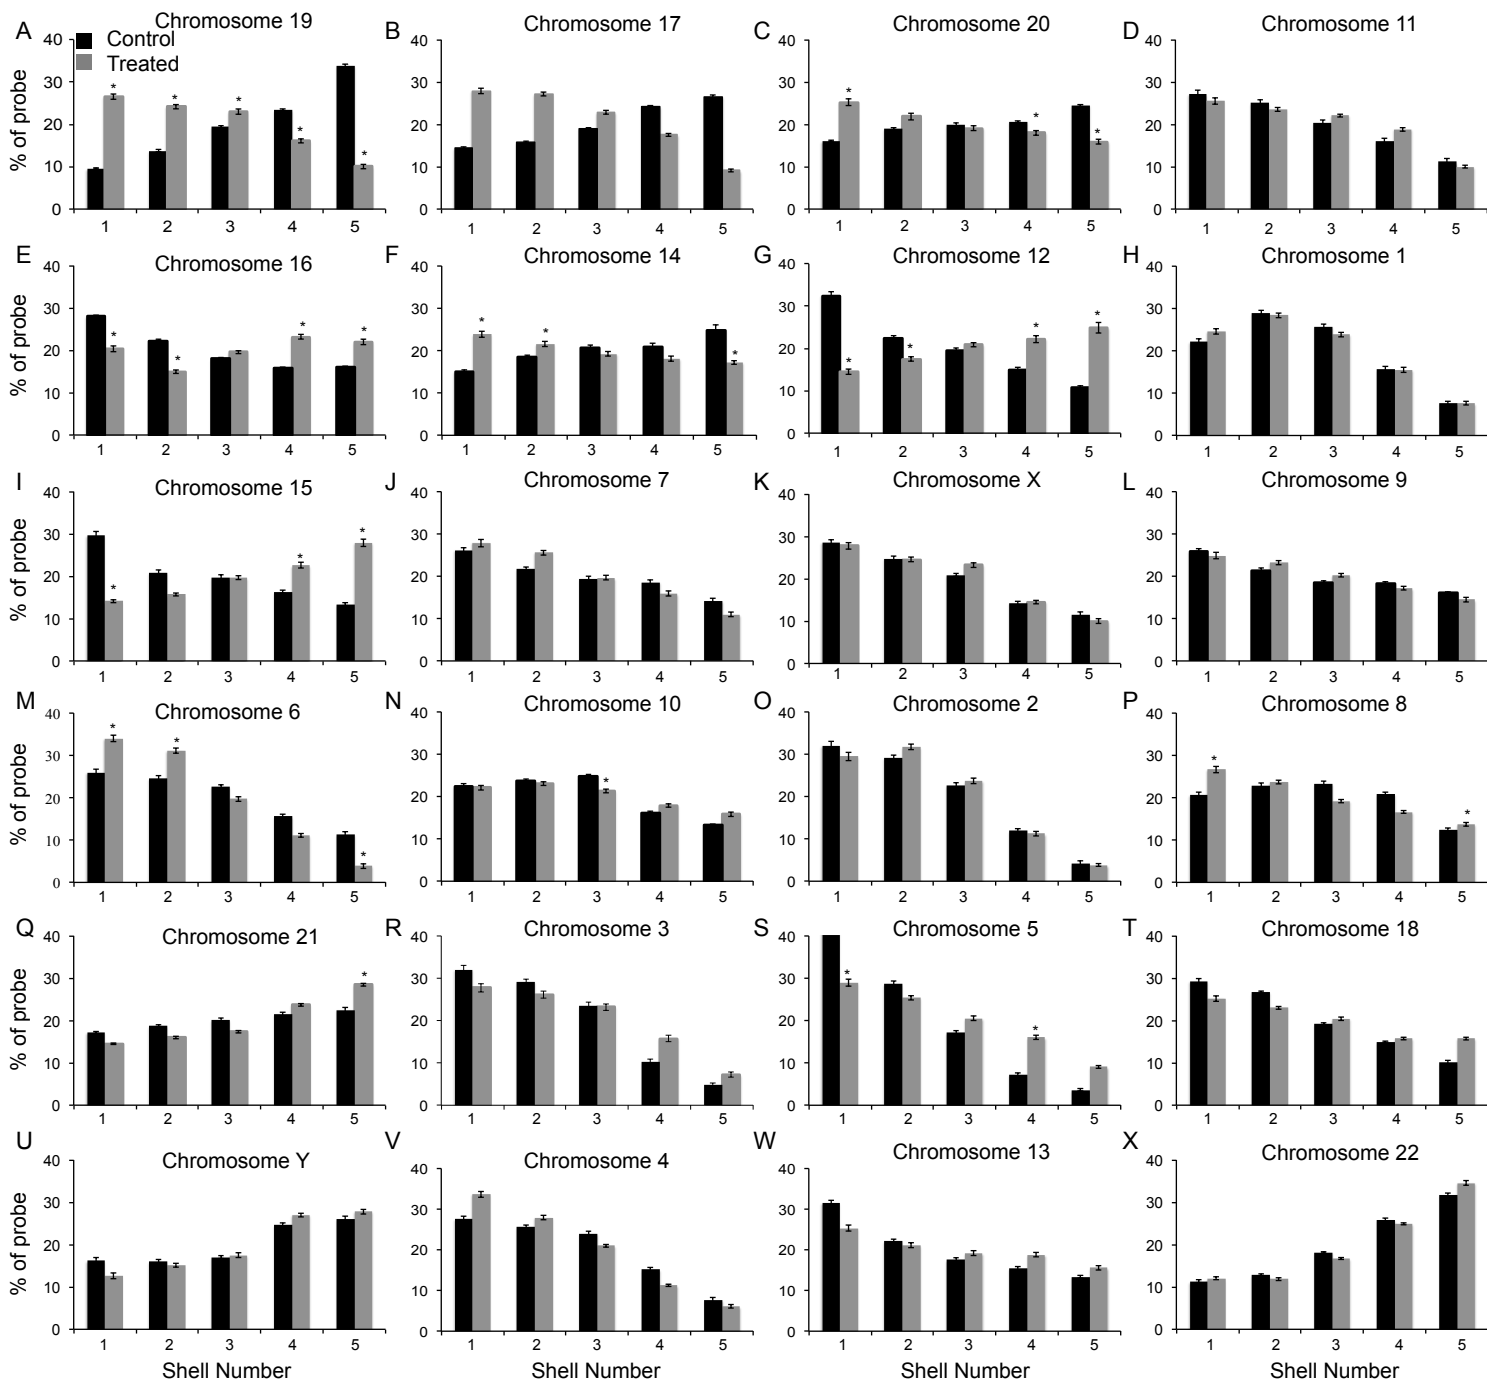 A
Chromosome 19
Control
Treated
% of probe
40
30
20
10
0
1 2 3 4 5
B
Chromosome 17
40
30
20
10
0
1 2 3 4 5
C
Chromosome 20
40
30
20
10
0
1 2 3 4 5
D
Chromosome 11
40
30
20
10
0
1 2 3 4 5
E
Chromosome 16
% of probe
40
30
20
10
0
1 2 3 4 5
F
Chromosome 14
40
30
20
10
0
1 2 3 4 5
G
Chromosome 12
40
30
20
10
0
1 2 3 4 5
H
Chromosome 1
40
30
20
10
0
1 2 3 4 5
I
Chromosome 15
% of probe
40
30
20
10
0
1 2 3 4 5
J
Chromosome 7
40
30
20
10
0
1 2 3 4 5
K
Chromosome X
40
30
20
10
0
1 2 3 4 5
L
Chromosome 9
40
30
20
10
0
1 2 3 4 5
M
Chromosome 6
% of probe
40
30
20
10
0
1 2 3 4 5
N
Chromosome 10
40
30
20
10
0
1 2 3 4 5
O
Chromosome 2
40
30
20
10
0
1 2 3 4 5
P
Chromosome 8
40
30
20
10
0
1 2 3 4 5
Q
Chromosome 21
% of probe
40
30
20
10
0
1 2 3 4 5
R
Chromosome 3
40
30
20
10
0
1 2 3 4 5
S
Chromosome 5
40
30
20
10
0
1 2 3 4 5
T
Chromosome 18
40
30
20
10
0
1 2 3 4 5
U
Chromosome Y
% of probe
40
30
20
10
0
1 2 3 4 5
Shell Number
V
Chromosome 4
40
30
20
10
0
1 2 3 4 5
Shell Number
W
Chromosome 13
40
30
20
10
0
1 2 3 4 5
Shell Number
X
Chromosome 22
40
30
20
10
0
1 2 3 4 5
Shell Number